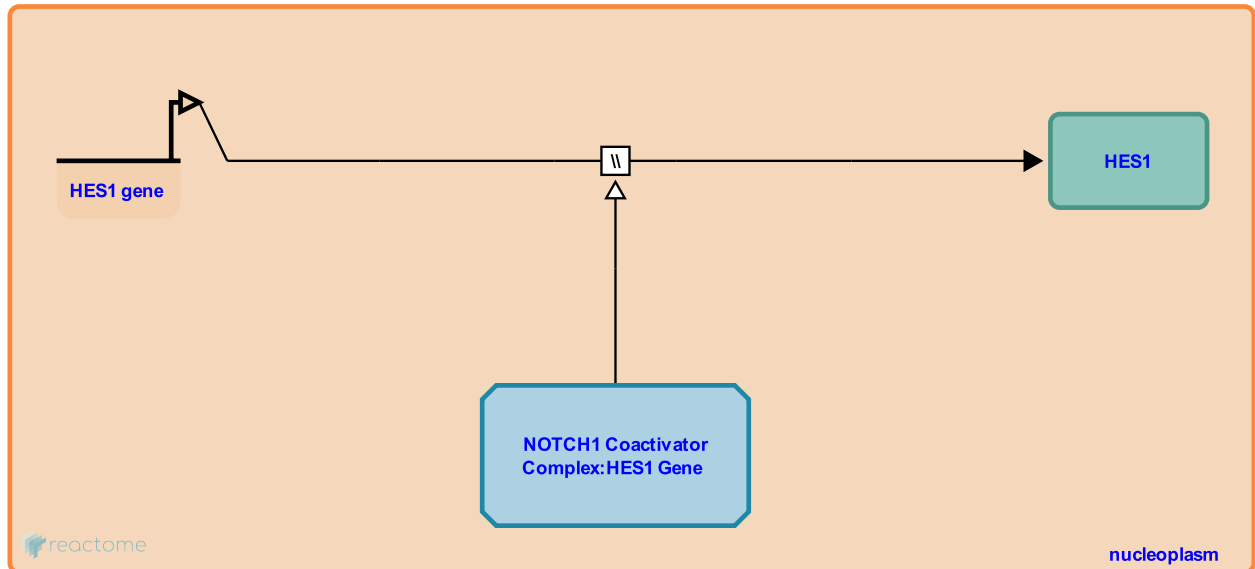 HES1 gene
\\
HES1
NOTCH1 Coactivator
Complex:HES1 Gene
reactome
nucleoplasm